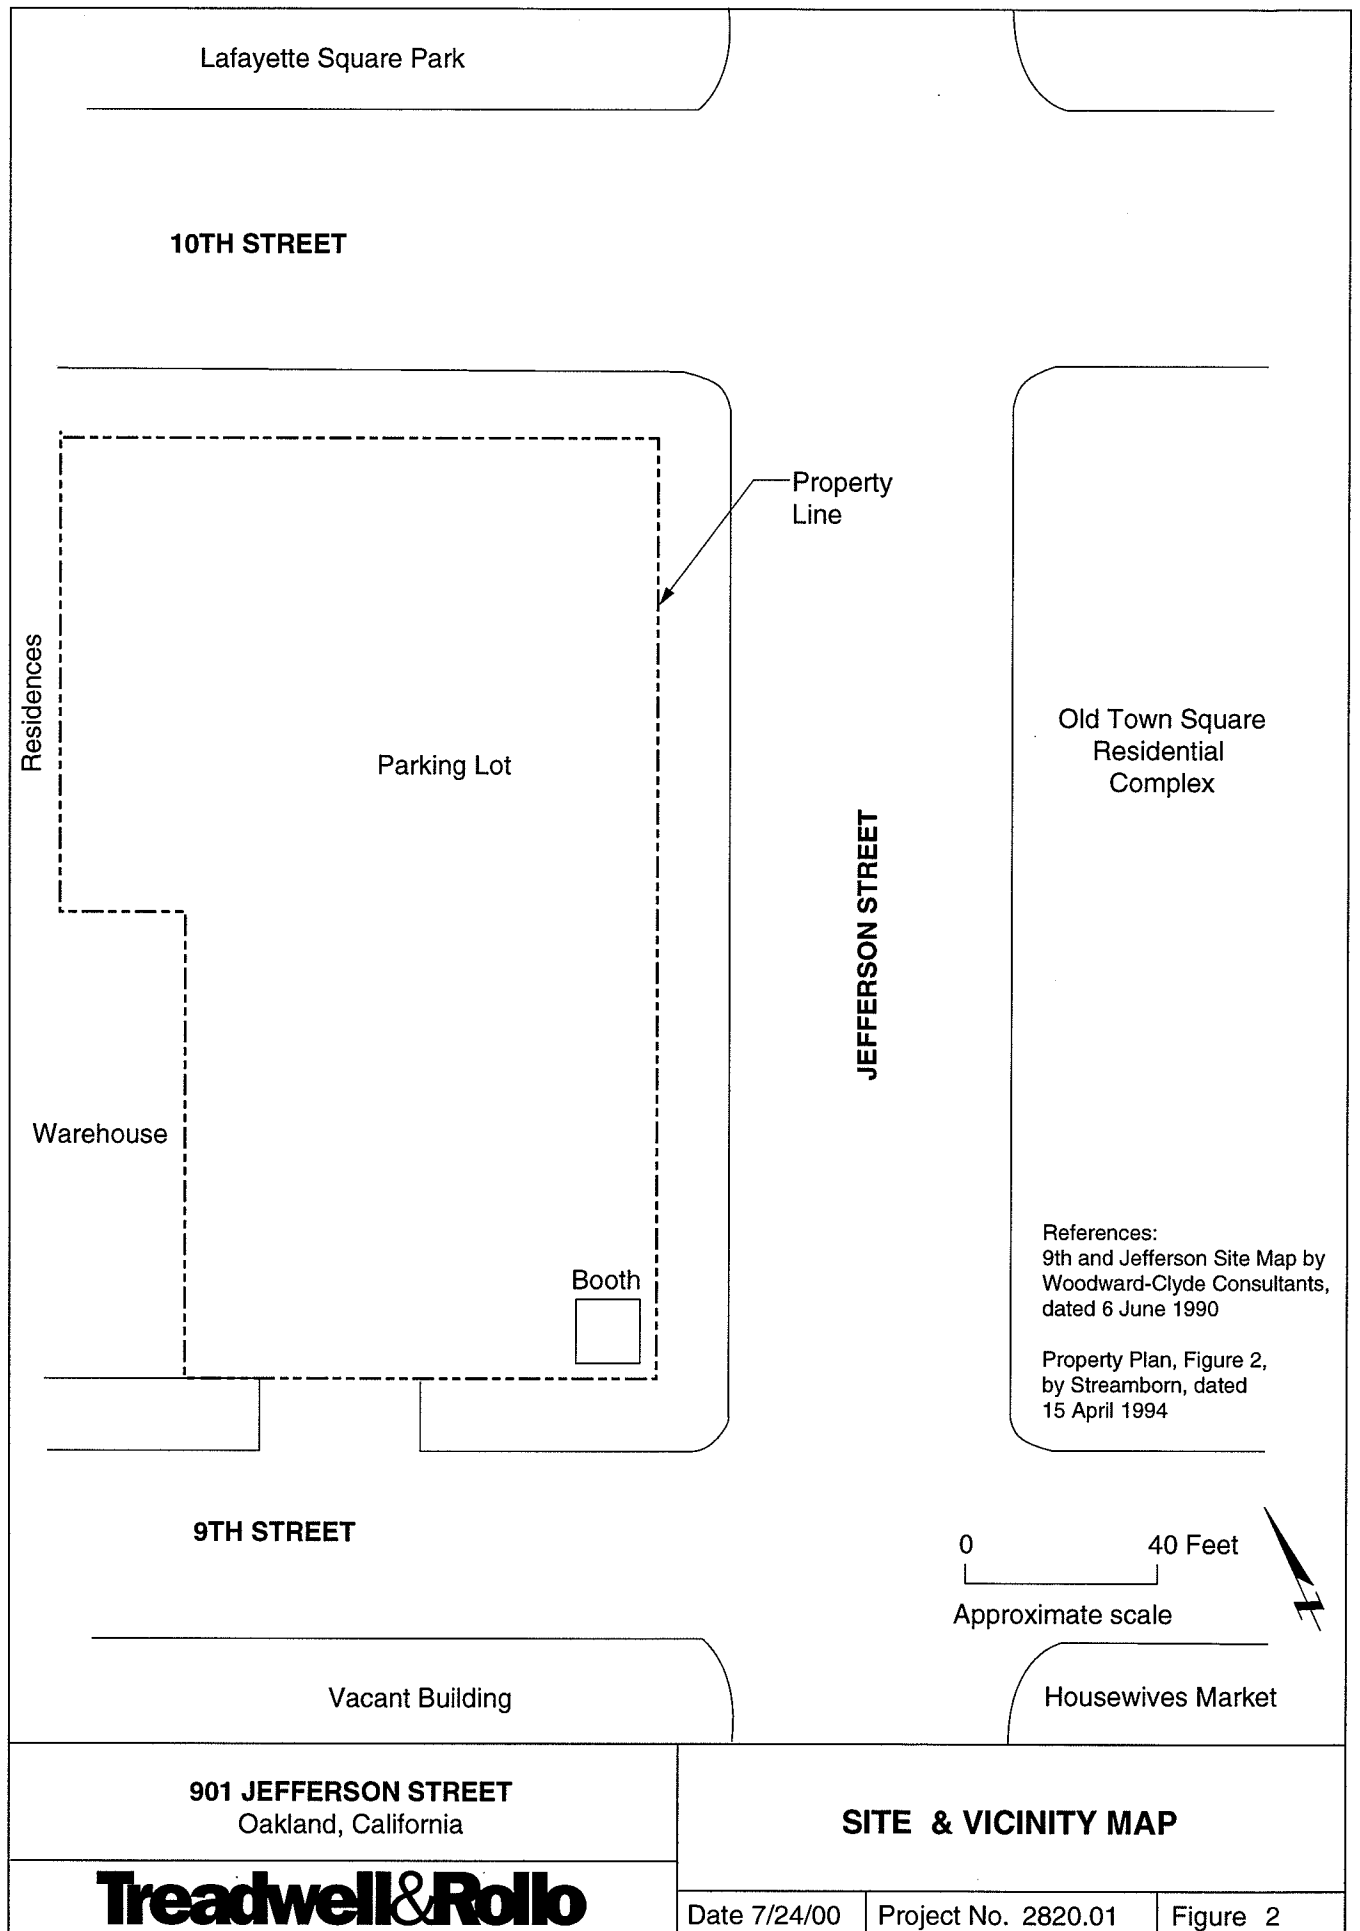 Lafayette Square Park
10TH STREET
Property
Line
Residences
Old Town Square
Residential
Complex
Parking Lot
JEFFERSON STREET
Warehouse
References:
9th and Jefferson Site Map by
Woodward-Clyde Consultants,
dated 6 June 1990
Booth
Property Plan, Figure 2,
by Streamborn, dated
15 April 1994
9TH STREET
0 40 Feet
Approximate scale
Vacant Building
Housewives Market
901 JEFFERSON STREET
Oakland, California
SITE & VICINITY MAP
Treadwell&Rollo
Date 7/24/00 Project No. 2820.01 Figure 2